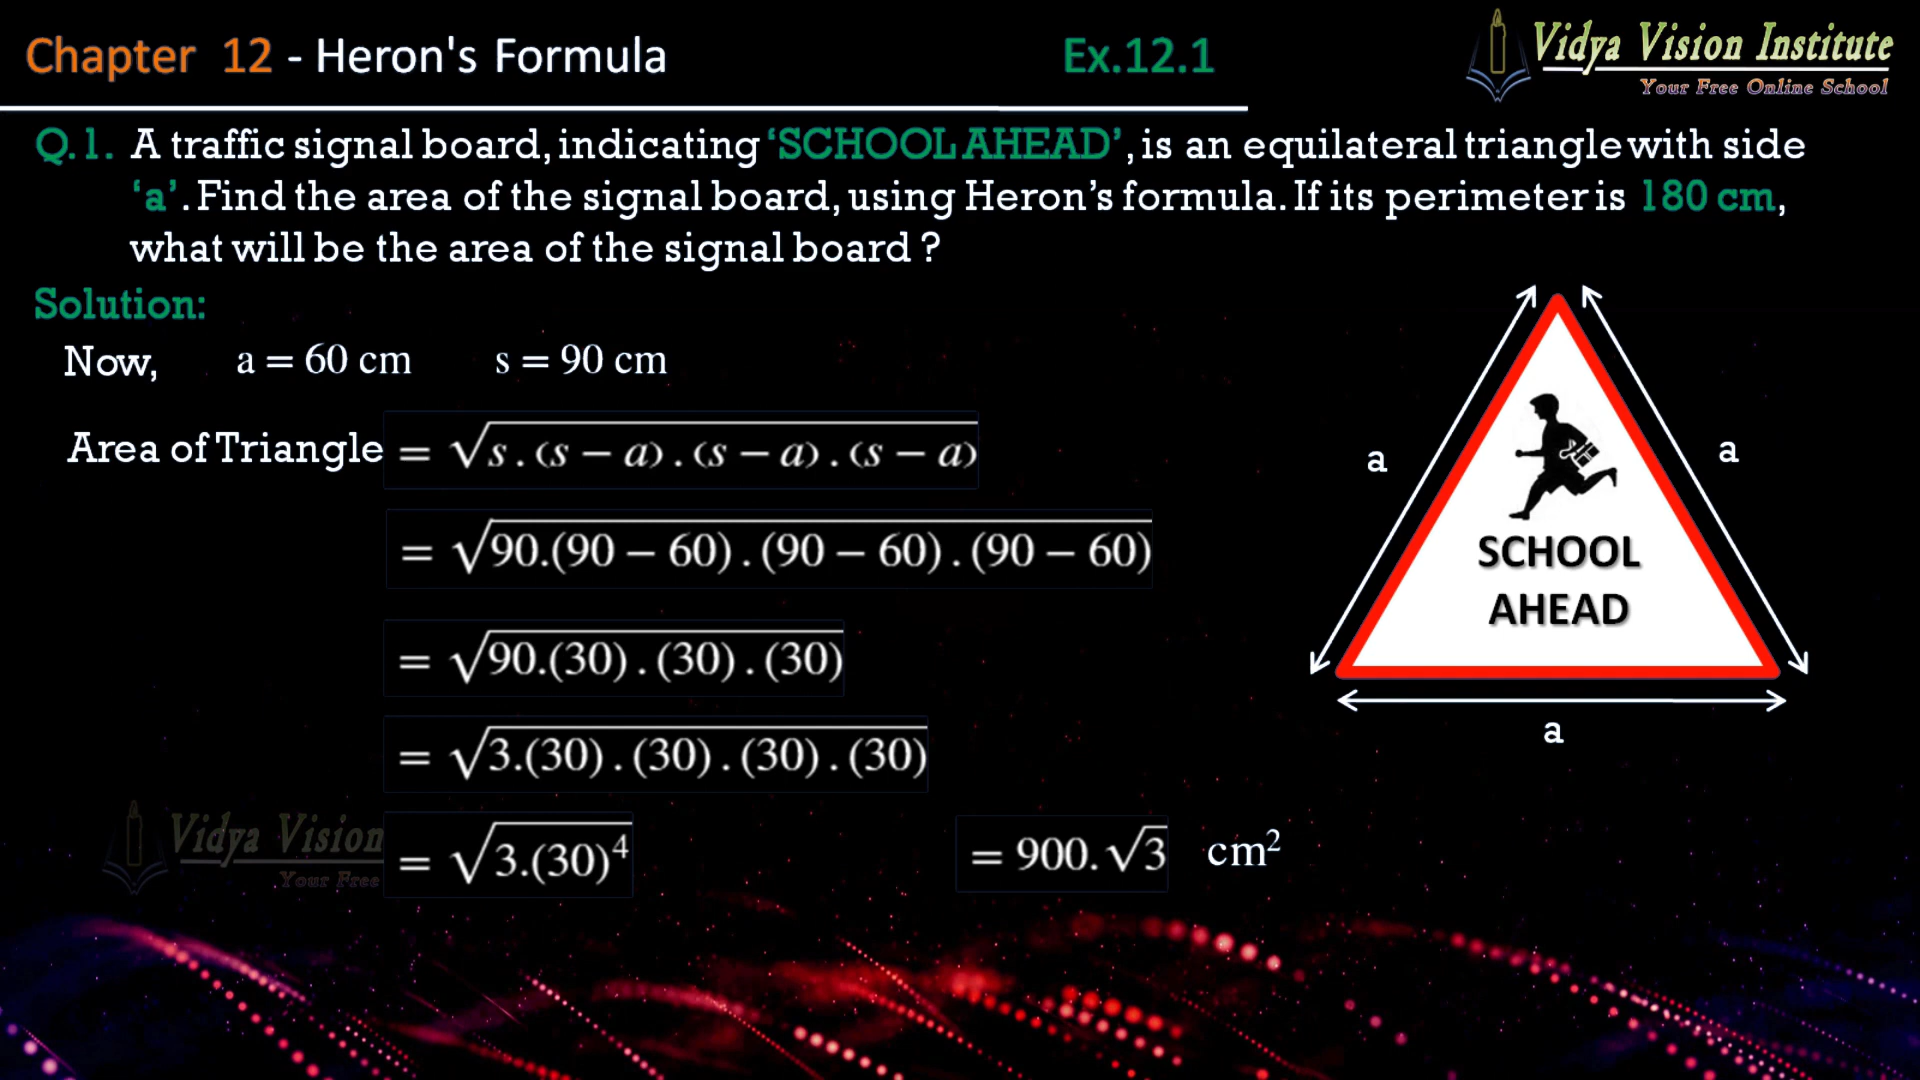 Chapter 12 - Heron's Formula
Ex.12.1
Vidya Vision Institute
Your Free Online School
Q.1. A traffic signal board, indicating ‘SCHOOL AHEAD’, is an equilateral triangle with side
‘a’. Find the area of the signal board, using Heron’s formula. If its perimeter is 180 cm,
what will be the area of the signal board ?
Solution:
Now, a = 60 cm s = 90 cm
Area of Triangle = √s . (s − a) . (s − a) . (s − a)
= √90.(90 − 60) . (90 − 60) . (90 − 60)
= √90.(30) . (30) . (30)
= √3.(30) . (30) . (30) . (30)
= √3.(30)⁴ = 900. √3 cm²
a
a
SCHOOL
AHEAD
a
Vidya Vision
Your Free